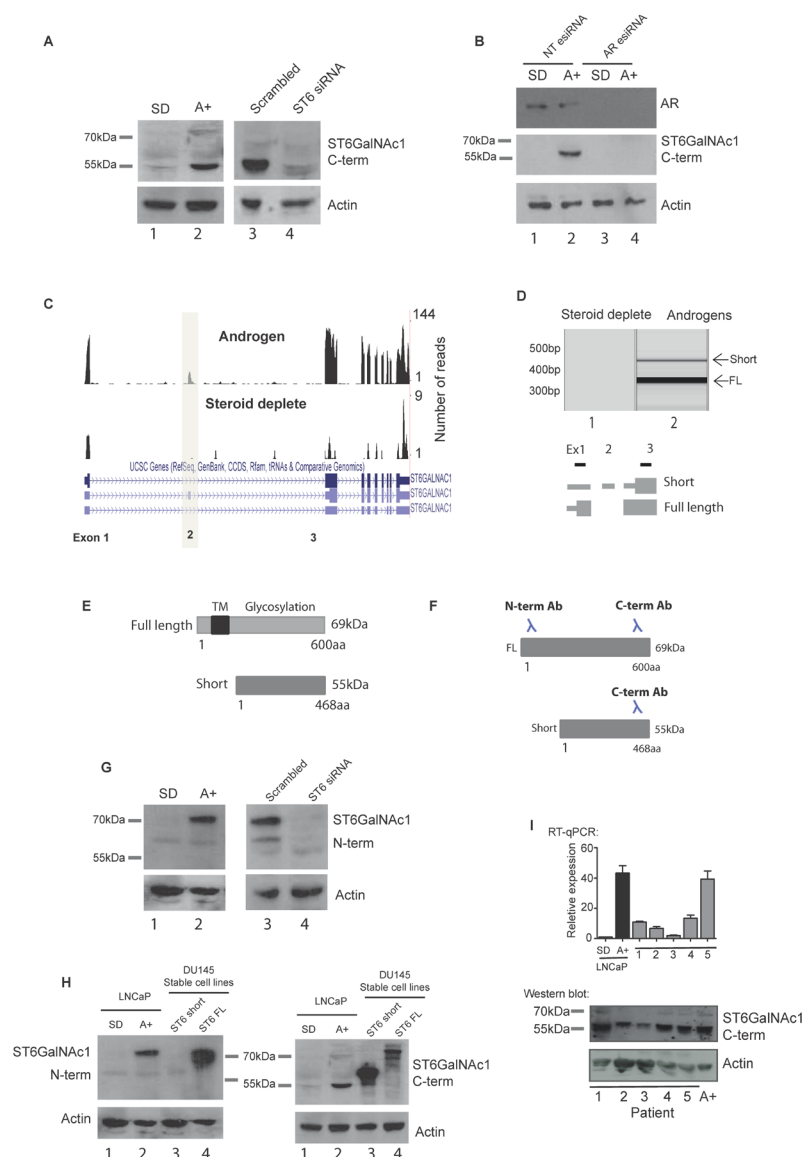 A
SD A+ Scrambled ST6 siRNA
70kDa
55kDa
ST6GalNAc1
C-term
Actin
1 2 3 4
B
NT esiRNA AR esiRNA
SD A+ SD A+
AR
70kDa
55kDa
ST6GalNAc1
C-term
Actin
1 2 3 4
C
144
Androgen
1
9
Steroid deplete
1
Number of reads
UCSC Genes (RefSeq, GenBank, CCDS, Rfam, tRNAs & Comparative Genomics)
ST6GALNAC1
ST6GALNAC1
ST6GALNAC1
Exon 1 2 3
D
Steroid deplete Androgens
500bp
400bp
300bp
Short
FL
1 2
Ex1 2 3
Short
Full length
E
TM Glycosylation
Full length 69kDa
1 600aa
Short 55kDa
1 468aa
F
N-term Ab C-term Ab
FL 69kDa
1 600aa
C-term Ab
Short 55kDa
1 468aa
G
SD A+ Scrambled ST6 siRNA
70kDa
55kDa
ST6GalNAc1
N-term
Actin
1 2 3 4
H
LNCaP DU145
Stable cell lines
SD A+ ST6 short ST6 FL
ST6GalNAc1
N-term
Actin
1 2 3 4
LNCaP DU145
Stable cell lines
SD A+ ST6 short ST6 FL
70kDa
55kDa
ST6GalNAc1
C-term
Actin
1 2 3 4
I
RT-qPCR:
Reletive expession
60
40
20
0
SD A+ 1 2 3 4 5
LNCaP
Western blot:
70kDa
55kDa
ST6GalNAc1
C-term
Actin
1 2 3 4 5 A+
Patient